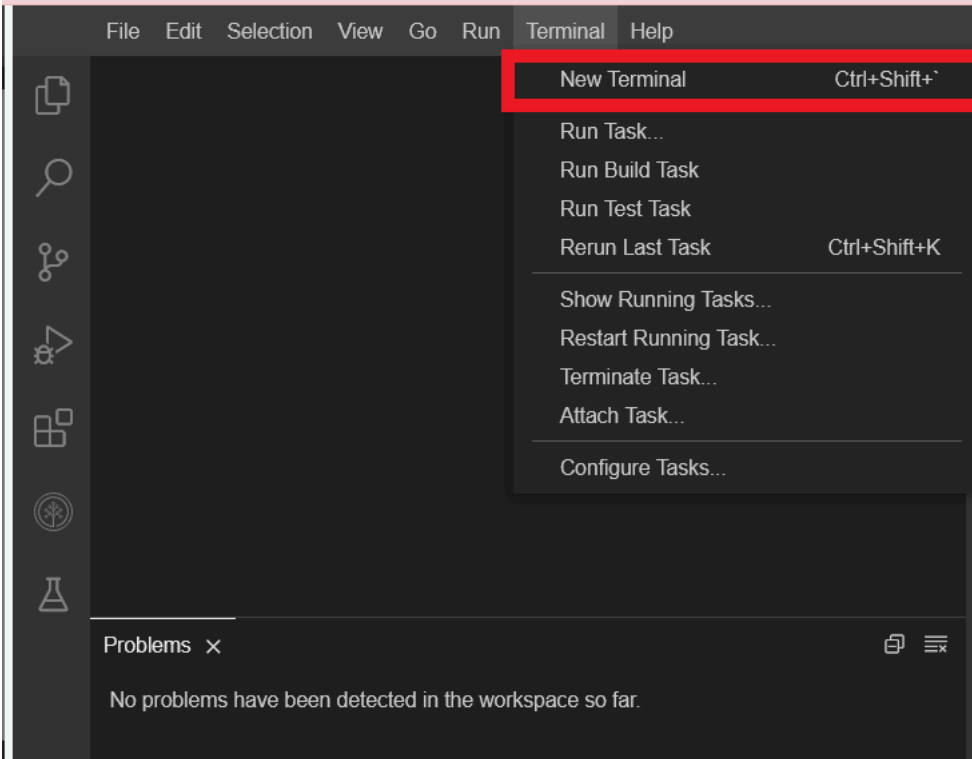 File Edit Selection View Go Run Terminal Help
New Terminal Ctrl+Shift+`
Run Task...
Run Build Task
Run Test Task
Rerun Last Task Ctrl+Shift+K
Show Running Tasks...
Restart Running Task...
Terminate Task...
Attach Task...
Configure Tasks...
Problems
No problems have been detected in the workspace so far.